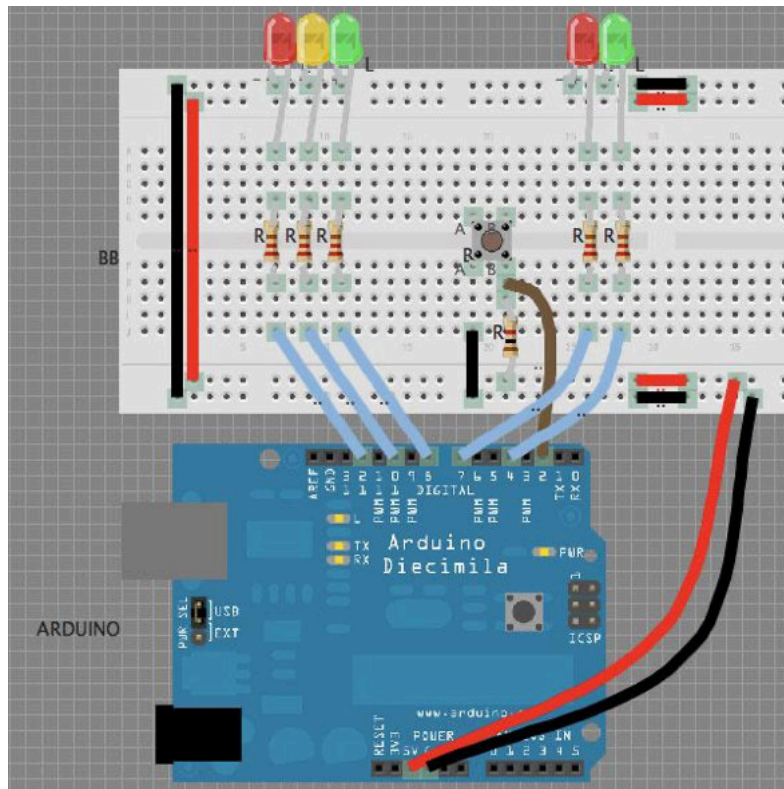 L
L
R
R
R
A
B
R
R
R
A
B
BB
R
AREF
GND
13
12
11
10
9
8
7
6
5
4
3
2
1
0
PWM
PWM
PWM
PWM
PWM
PWM
TX
RX
DIGITAL
L
TX
RX
Arduino
Diecimila
PWR
1
ICSP
ARDUINO
PWR SEL
USB
EXT
www.arduino.
POWER
IN
RESET
3V3
5V
0
1
2
3
4
5